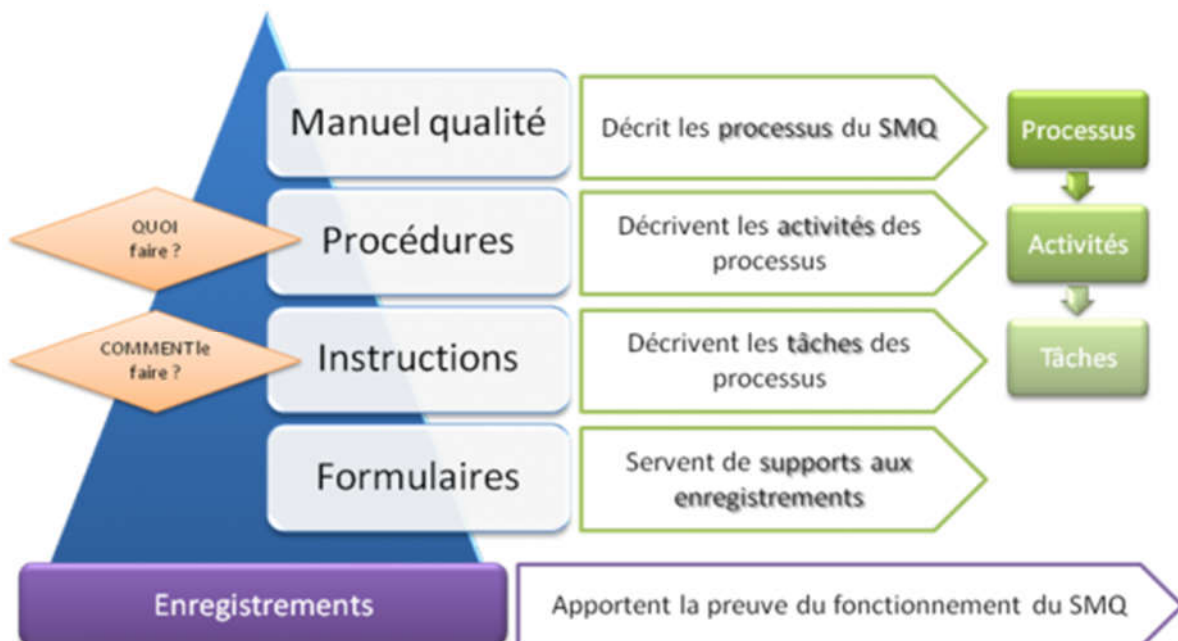 Manuel qualité
Décrit les processus du SMQ
Processus
QUOI
faire ?
Procédures
Décrivent les activités des
processus
Activités
COMMENT le
faire ?
Instructions
Décrivent les tâches des
processus
Tâches
Formulaires
Servent de supports aux
enregistrements
Enregistrements
Apportent la preuve du fonctionnement du SMQ